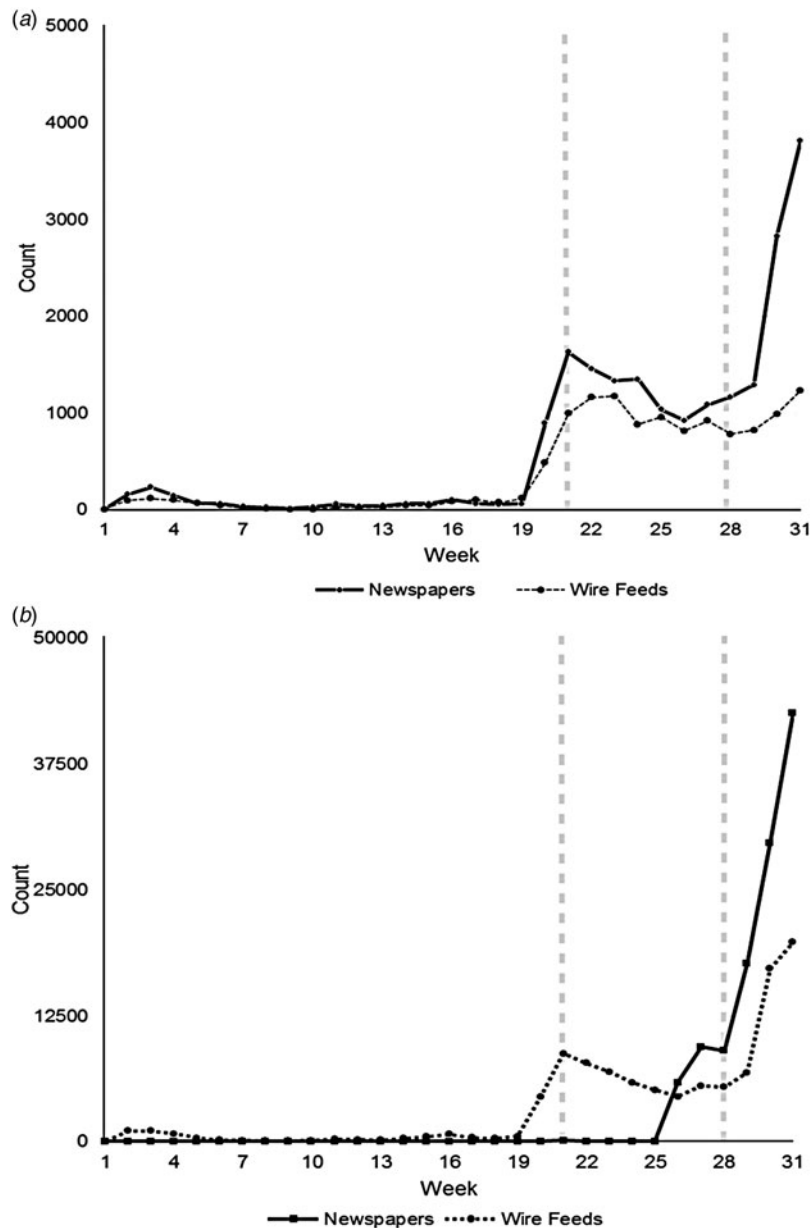 (a)
5000
4000
3000
2000
1000
0
Count
1 4 7 10 13 16 19 22 25 28 31
Week
Newspapers Wire Feeds
(b)
50000
37500
25000
12500
0
Count
1 4 7 10 13 16 19 22 25 28 31
Week
Newspapers Wire Feeds